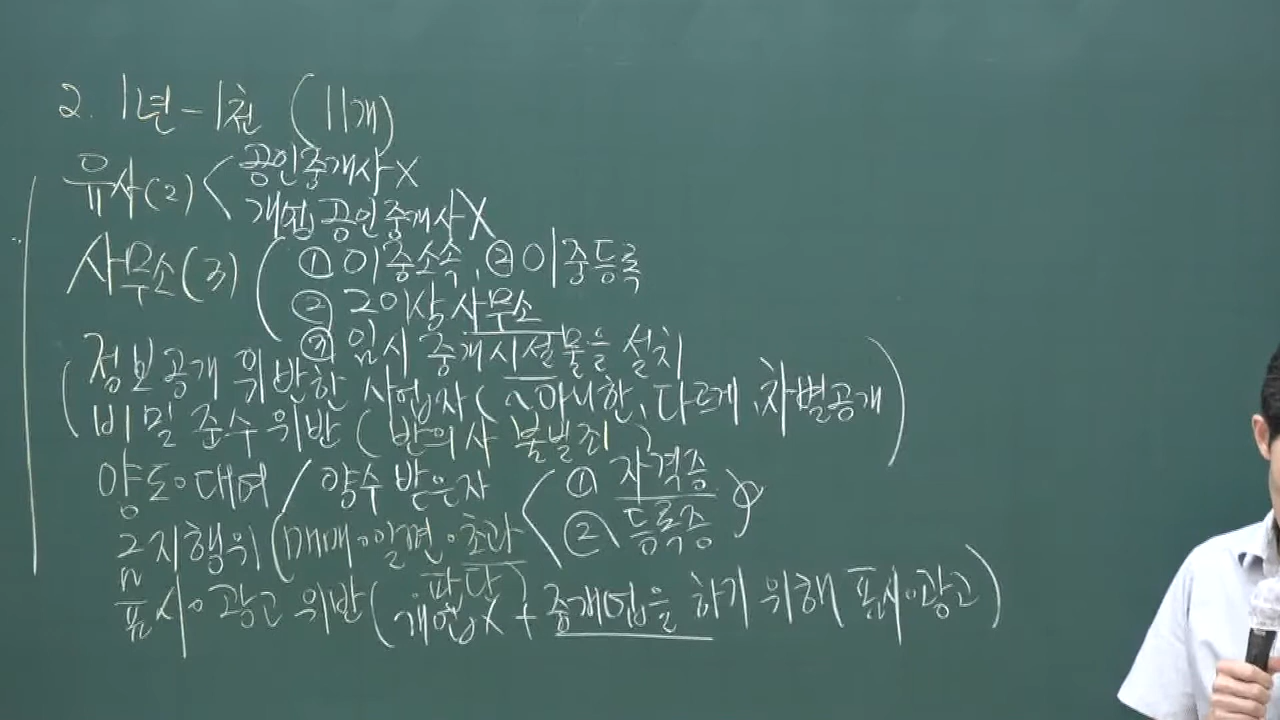 2. 1년-1천 (11개)
유사(2) < 공인중개사 X
개업 공인중개사 X
사무소(3) ( ① 이중소속, ② 이중등록
② 2이상 사무소
③ 임시 중개시설물을 설치
(정보공개 위반한 사업자 ( ~아니한, 다르게, 차별공개 )
비밀 준수 위반 ( 반의사 불벌죄 )
양도·대여 / 양수 받은자 < ① 자격증
② 등록증
금지행위 (매매·알면·초과
판단)
표시·광고 위반 (개업X + 중개업을 하기 위해 표시·광고)